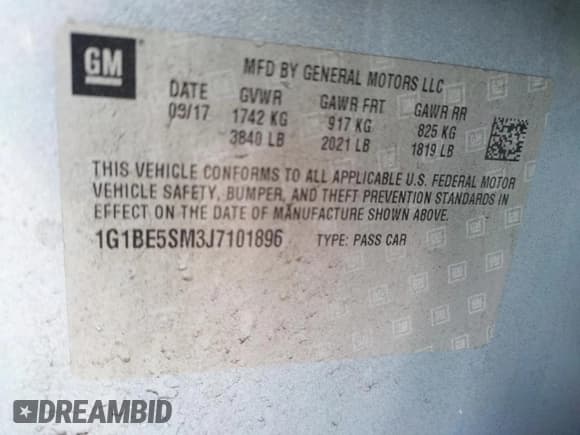 GM
MFD BY GENERAL MOTORS LLC
DATE GVWR GAWR FRT GAWR RR
09/17 1742 KG 917 KG 825 KG
3840 LB 2021 LB 1819 LB
THIS VEHICLE CONFORMS TO ALL APPLICABLE U.S. FEDERAL MOTOR
VEHICLE SAFETY, BUMPER, AND THEFT PREVENTION STANDARDS IN
EFFECT ON THE DATE OF MANUFACTURE SHOWN ABOVE.
1G1BE5SM3J7101896 TYPE: PASS CAR
DREAMBID